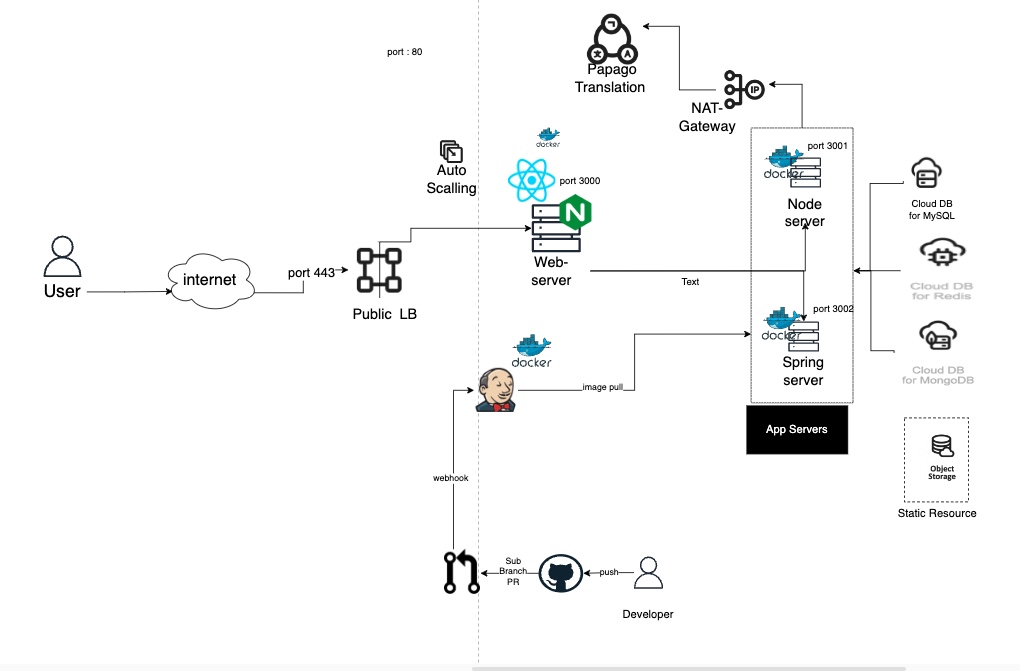 port : 80
Papago
Translation
IP
NAT-
Gateway
docker
port 3001
docker
Auto
Scalling
port 3000
N
Node
server
Cloud DB
for MySQL
Web-
server
User
internet
port 443
Public LB
Text
Cloud DB
for Redis
port 3002
docker
docker
Spring
server
Cloud DB
for MongoDB
image pull
App Servers
Object
Storage
Static Resource
webhook
Sub
Branch
PR
push
Developer